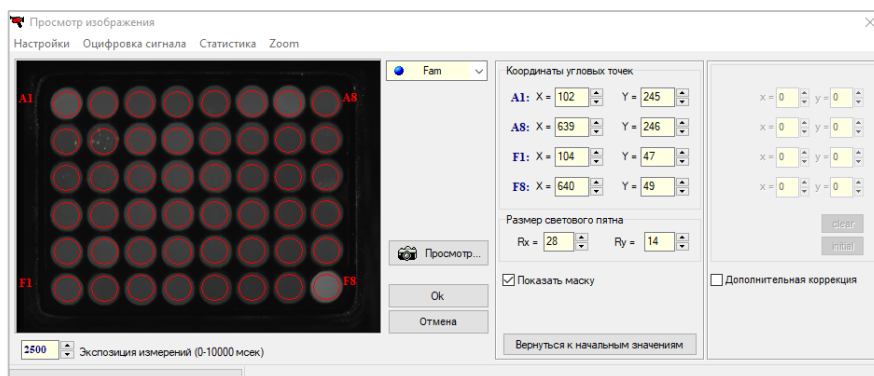 Просмотр изображения
Настройки Оцифровка сигнала Статистика Zoom
A1
A8
F1
F8
Fam
Просмотр...
Ok
Отмена
2500 Экспозиция измерений (0-10000 мсек)
Координаты угловых точек
A1: X = 102 Y = 245
A8: X = 639 Y = 246
F1: X = 104 Y = 47
F8: X = 640 Y = 49
Размер светового пятна
Rx = 28 Ry = 14
Показать маску
Вернуться к начальным значениям
x = 0 y = 0
x = 0 y = 0
x = 0 y = 0
x = 0 y = 0
clear
initial
Дополнительная коррекция